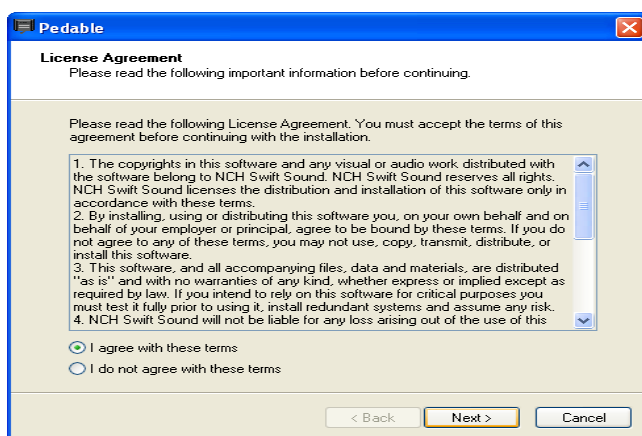 Pedable
License Agreement
Please read the following important information before continuing.
Please read the following License Agreement. You must accept the terms of this
agreement before continuing with the installation.
1. The copyrights in this software and any visual or audio work distributed with
the software belong to NCH Swift Sound. NCH Swift Sound reserves all rights.
NCH Swift Sound licenses the distribution and installation of this software only in
accordance with these terms.
2. By installing, using or distributing this software you, on your own behalf and on
behalf of your employer or principal, agree to be bound by these terms. If you do
not agree to any of these terms, you may not use, copy, transmit, distribute, or
install this software.
3. This software, and all accompanying files, data and materials, are distributed
"as is" and with no warranties of any kind, whether express or implied except as
required by law. If you intend to rely on this software for critical purposes you
must test it fully prior to using it, install redundant systems and assume any risk.
4. NCH Swift Sound will not be liable for any loss arising out of the use of this
I agree with these terms
I do not agree with these terms
< Back Next > Cancel